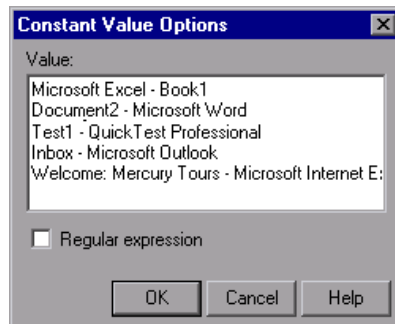 Constant Value Options
Value:
Microsoft Excel - Book1
Document2 - Microsoft Word
Test1 - QuickTest Professional
Inbox - Microsoft Outlook
Welcome: Mercury Tours - Microsoft Internet E:
Regular expression
OK Cancel Help